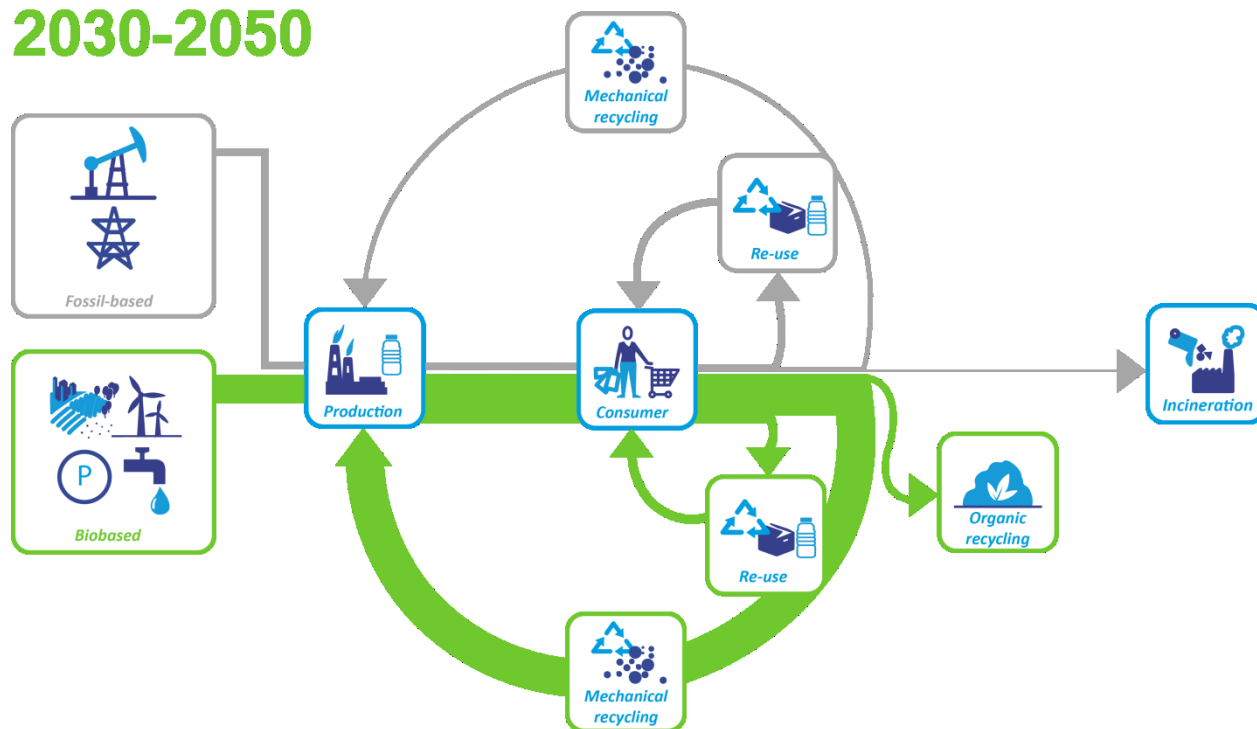 2030-2050
Mechanical
recycling
Fossil-based
Re-use
Production
Consumer
Incineration
P
Biobased
Organic
recycling
Re-use
Mechanical
recycling